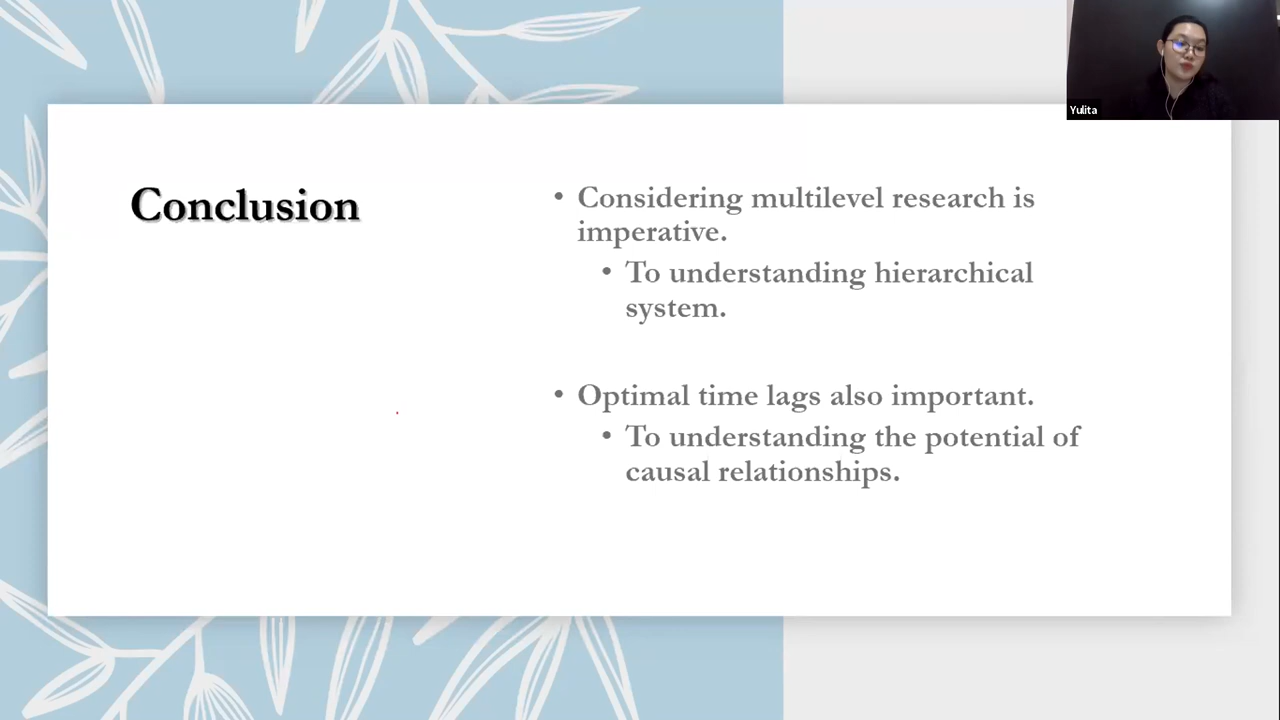 Yulita
Conclusion
• Considering multilevel research is
imperative.
• To understanding hierarchical
system.
• Optimal time lags also important.
• To understanding the potential of
causal relationships.